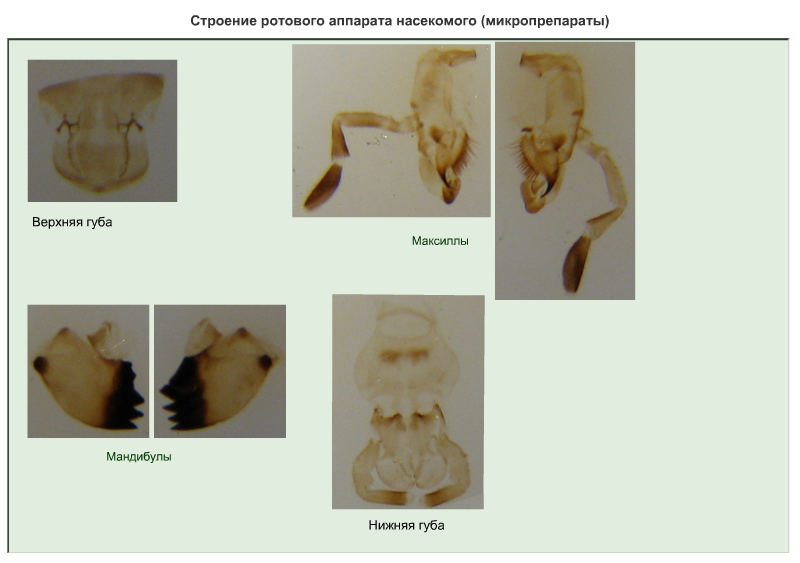 Строение ротового аппарата насекомого (микропрепараты)
Верхняя губа
Максиллы
Мандибулы
Нижняя губа